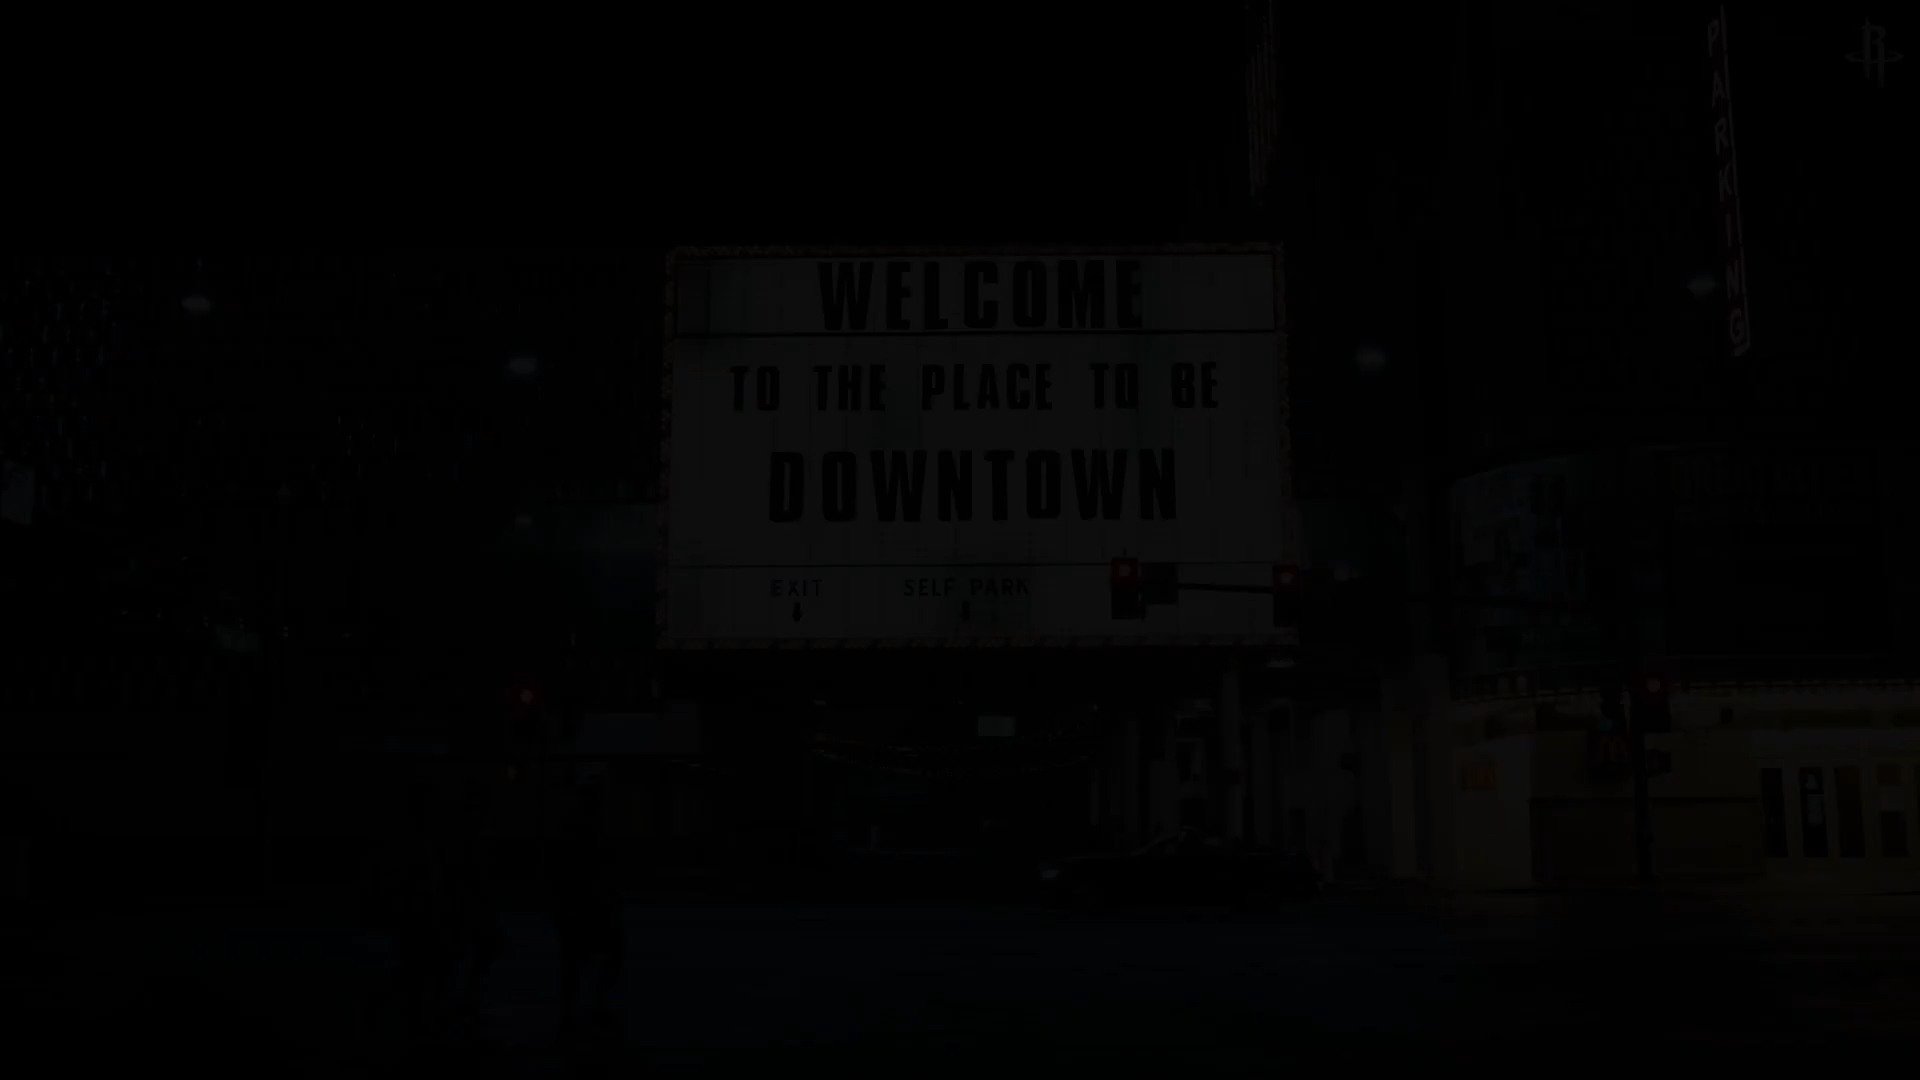 PARKING
WELCOME
TO THE PLACE TO BE
DOWNTOWN
EXIT SELF PARK